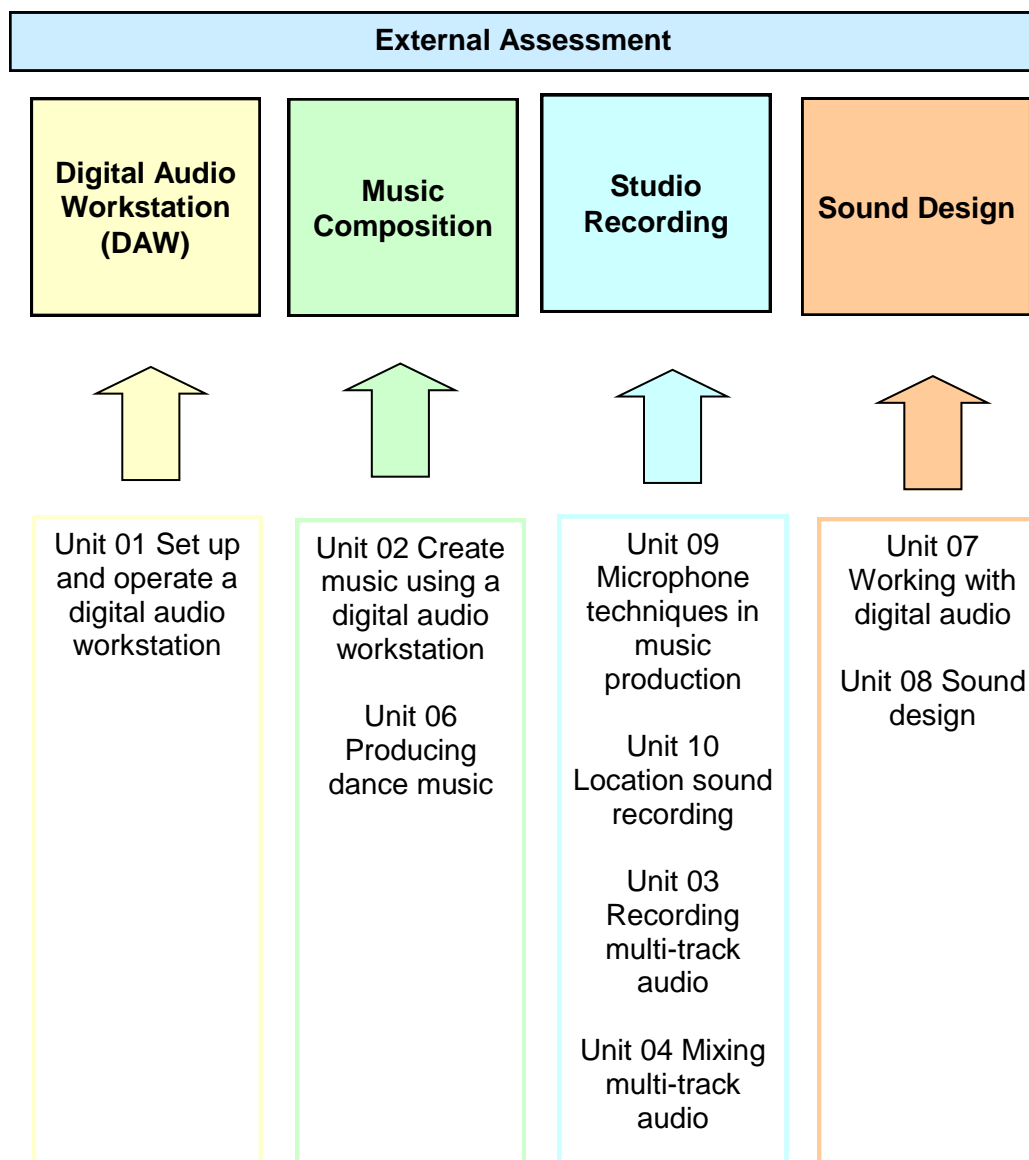 External Assessment
Digital Audio
Workstation
(DAW)
Music
Composition
Studio
Recording
Sound Design
Unit 01 Set up
and operate a
digital audio
workstation
Unit 02 Create
music using a
digital audio
workstation
Unit 06
Producing
dance music
Unit 09
Microphone
techniques in
music
production
Unit 10
Location sound
recording
Unit 03
Recording
multi-track
audio
Unit 04 Mixing
multi-track
audio
Unit 07
Working with
digital audio
Unit 08 Sound
design